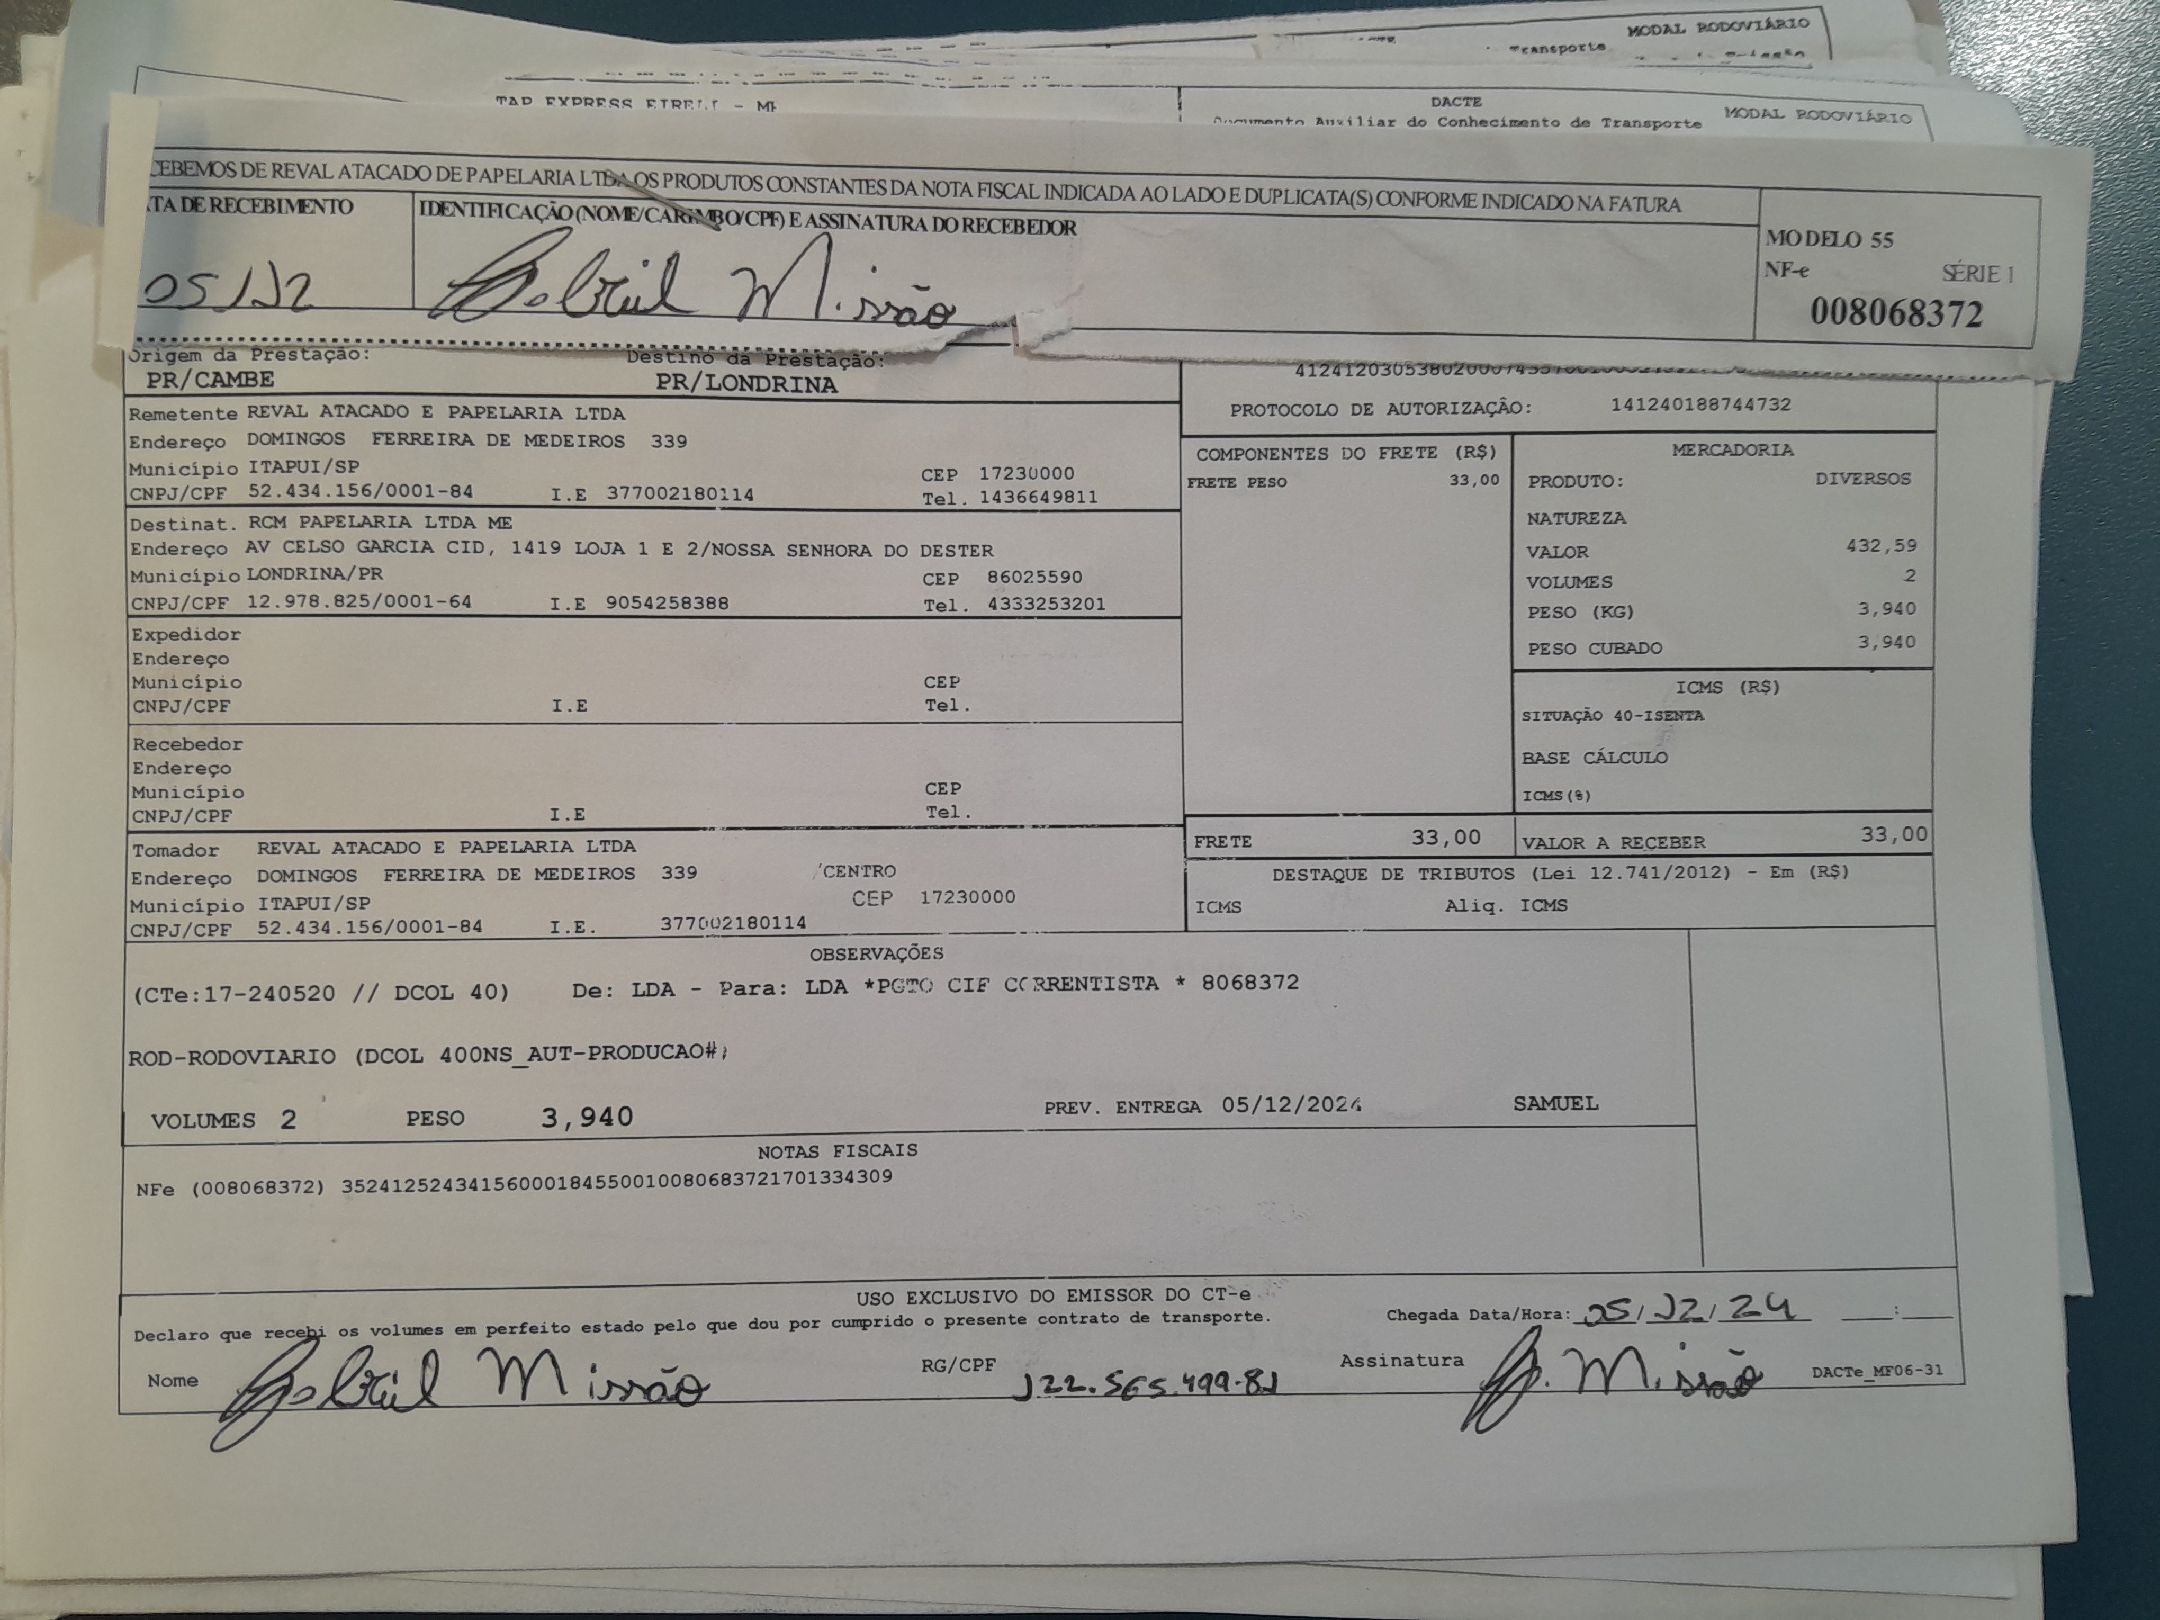 MODAL RODOVIÁRIO
Transporte
TAP EXPRESS EIRELI - ME
DACTE
MODAL RODOVIÁRIO
Documento Auxiliar do Conhecimento de Transporte
CEBEMOS DE REVAL ATACADO DE PAPELARIA LTDA OS PRODUTOS CONSTANTES DA NOTA FISCAL INDICADA AO LADO E DUPLICATA(S) CONFORME INDICADO NA FATURA
TA DE RECEBIMENTO
IDENTIFICAÇÃO (NOME/CARIMBO/CPF) E ASSINATURA DO RECEBEDOR
05/12
Gabriel Missão
MODELO 55
NF-e SÉRIE 1
008068372
Origem da Prestação: Destino da Prestação:
PR/CAMBE PR/LONDRINA
PROTOCOLO DE AUTORIZAÇÃO: 141240188744732
Remetente REVAL ATACADO E PAPELARIA LTDA
Endereço DOMINGOS FERREIRA DE MEDEIROS 339
Município ITAPUI/SP CEP 17230000
CNPJ/CPF 52.434.156/0001-84 I.E 377002180114 Tel. 1436649811
Destinat. RCM PAPELARIA LTDA ME
Endereço AV CELSO GARCIA CID, 1419 LOJA 1 E 2/NOSSA SENHORA DO DESTER
Município LONDRINA/PR CEP 86025590
CNPJ/CPF 12.978.825/0001-64 I.E 9054258388 Tel. 4333253201
Expedidor
Endereço
Município CEP
CNPJ/CPF I.E Tel.
Recebedor
Endereço
Município CEP
CNPJ/CPF I.E Tel.
Tomador REVAL ATACADO E PAPELARIA LTDA
Endereço DOMINGOS FERREIRA DE MEDEIROS 339 /CENTRO
Município ITAPUI/SP CEP 17230000
CNPJ/CPF 52.434.156/0001-84 I.E. 377002180114
COMPONENTES DO FRETE (R$)
FRETE PESO 33,00
MERCADORIA
PRODUTO: DIVERSOS
NATUREZA
VALOR 432,59
VOLUMES 2
PESO (KG) 3,940
PESO CUBADO 3,940
ICMS (R$)
SITUAÇÃO 40-ISENTA
BASE CÁLCULO
ICMS(%)
FRETE 33,00 VALOR A RECEBER 33,00
DESTAQUE DE TRIBUTOS (Lei 12.741/2012) - Em (R$)
ICMS Aliq. ICMS
OBSERVAÇÕES
(CTe:17-240520 // DCOL 40) De: LDA - Para: LDA *PGTO CIF CORRENTISTA * 8068372
ROD-RODOVIARIO (DCOL 400NS_AUT-PRODUCAO#)
VOLUMES 2 PESO 3,940 PREV. ENTREGA 05/12/2024 SAMUEL
NOTAS FISCAIS
NFe (008068372) 35241252434156000184550010080683721701334309
USO EXCLUSIVO DO EMISSOR DO CT-e
Declaro que recebi os volumes em perfeito estado pelo que dou por cumprido o presente contrato de transporte.
Chegada Data/Hora: 05/12/24 :
Nome Gabriel Missão RG/CPF 122.565.499-81 Assinatura G. Missão DACTe_MF06-31